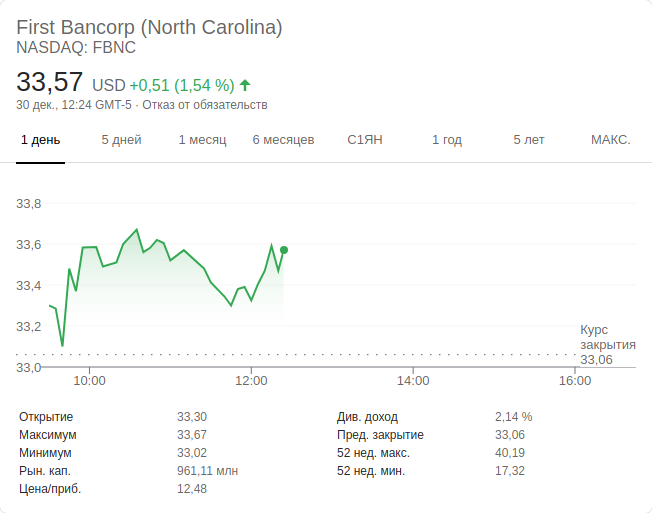 First Bancorp (North Carolina)
NASDAQ: FBNC
33,57 USD +0,51 (1,54 %)
30 дек., 12:24 GMT-5 · Отказ от обязательств
1 день 5 дней 1 месяц 6 месяцев С1ЯН 1 год 5 лет МАКС.
33,8
33,6
33,4
33,2
Курс
закрытия
33,06
33,0
10:00 12:00 14:00 16:00
Открытие 33,30 Див. доход 2,14 %
Максимум 33,67 Пред. закрытие 33,06
Минимум 33,02 52 нед. макс. 40,19
Рын. кап. 961,11 млн 52 нед. мин. 17,32
Цена/приб. 12,48